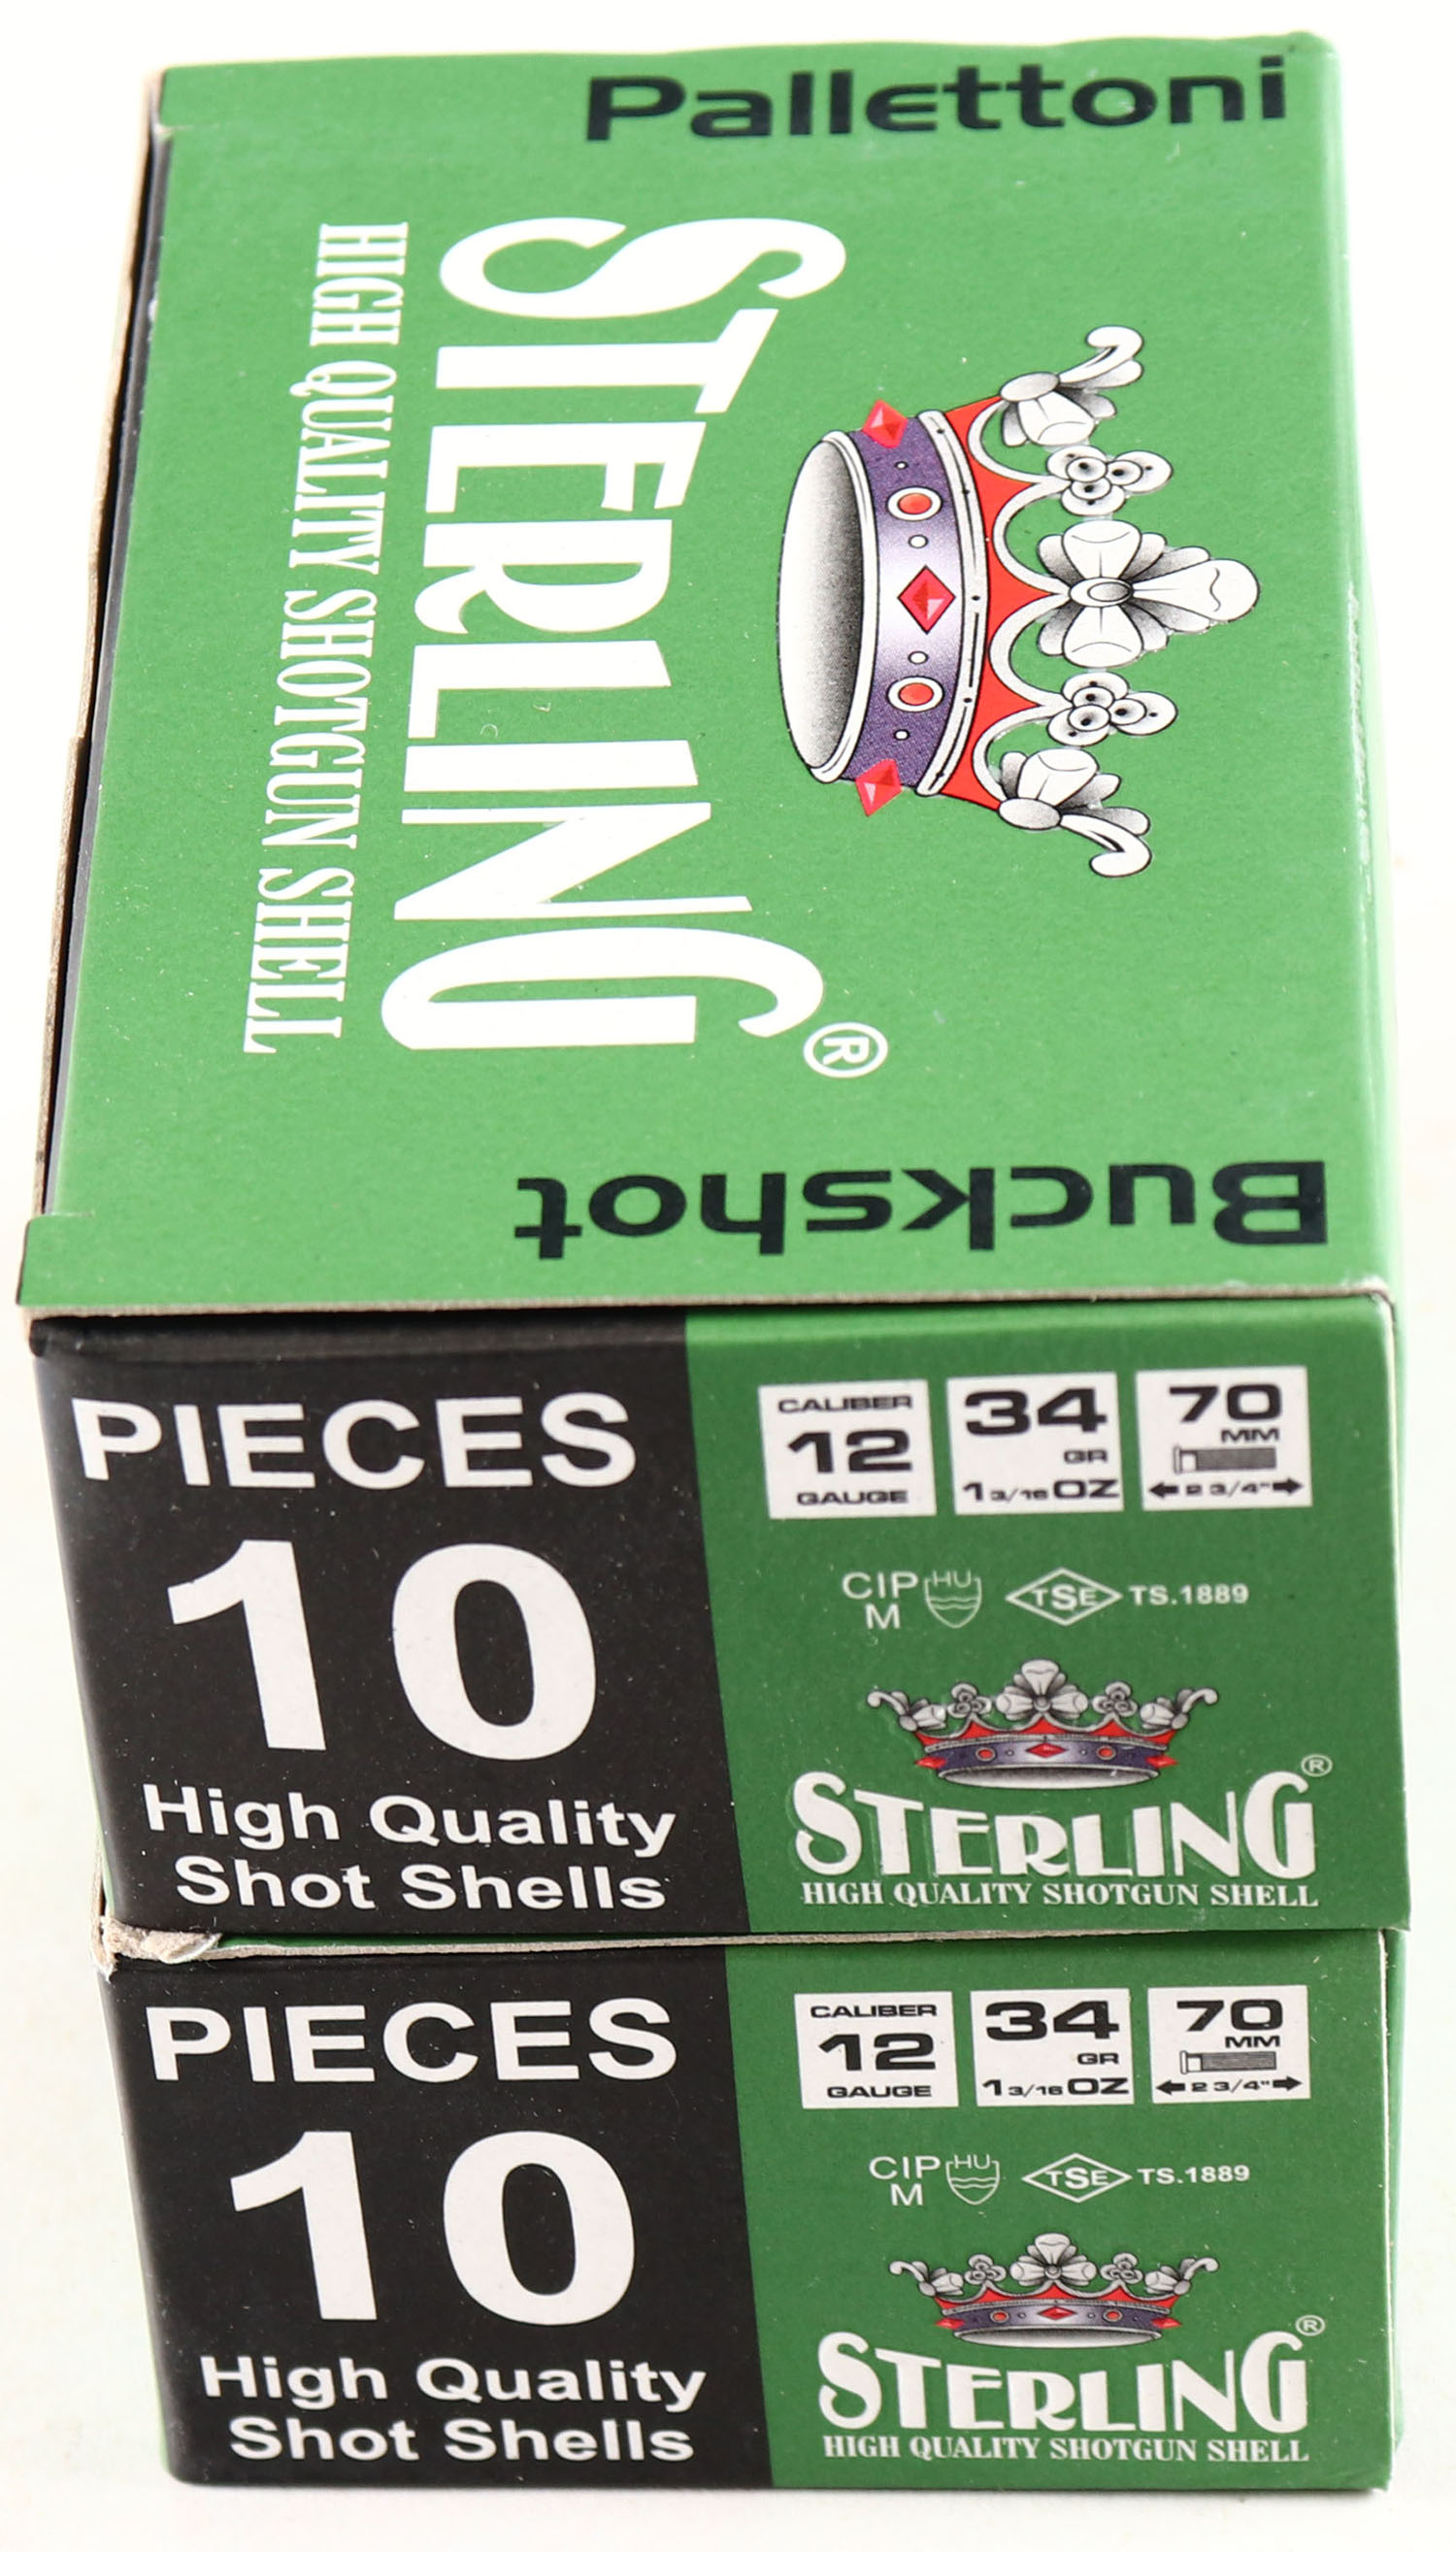 Pallettoni
STERLING®
HIGH QUALITY SHOTGUN SHELL
Buckshot
PIECES
10
High Quality
Shot Shells
CALIBER
12
GAUGE
34
GR
1 3/16 OZ
70
MM
2 3/4"
CIP
M
HU
TSE
TS.1889
STERLING®
HIGH QUALITY SHOTGUN SHELL
PIECES
10
High Quality
Shot Shells
CALIBER
12
GAUGE
34
GR
1 3/16 OZ
70
MM
2 3/4"
CIP
M
HU
TSE
TS.1889
STERLING®
HIGH QUALITY SHOTGUN SHELL